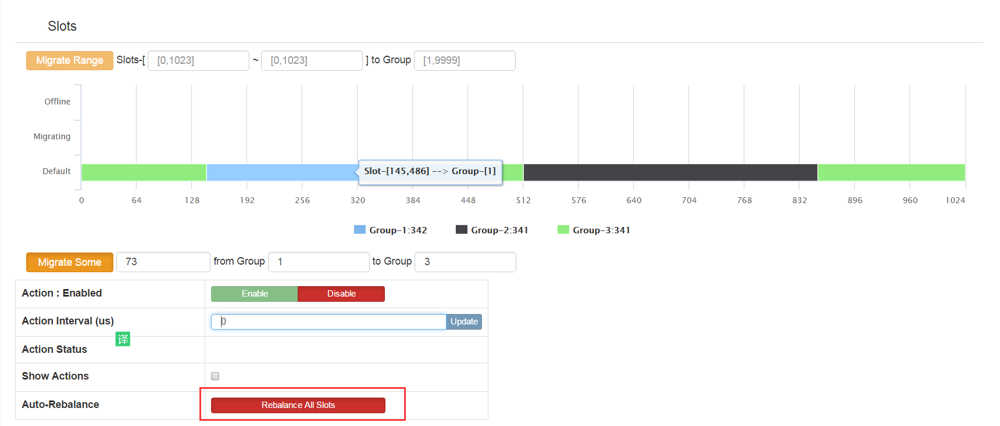 Slots
Migrate Range Slots-[ [0,1023] ~ [0,1023] ] to Group [1,9999]
Offline
Migrating
Default
Slot-[145,486] --> Group-[1]
0 64 128 192 256 320 384 448 512 576 640 704 768 832 896 960 1024
Group-1:342 Group-2:341 Group-3:341
Migrate Some 73 from Group 1 to Group 3
Action : Enabled Enable Disable
Action Interval (us) 0 Update
译
Action Status
Show Actions
Auto-Rebalance Rebalance All Slots